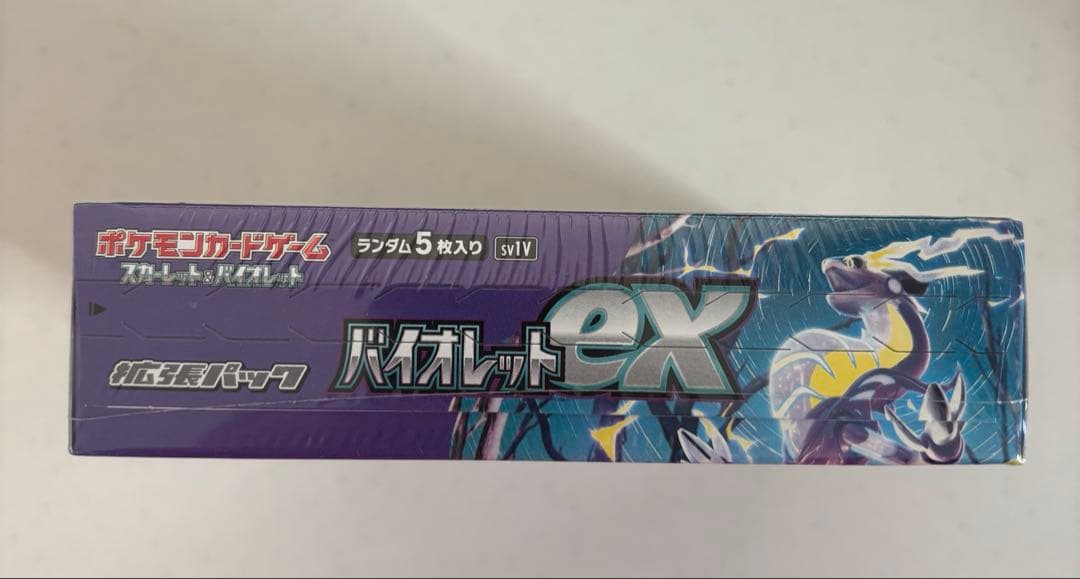 ポケモンカードゲーム
スカーレット&バイオレット
ランダム5枚入り SV1V
拡張パック
バイオレットex